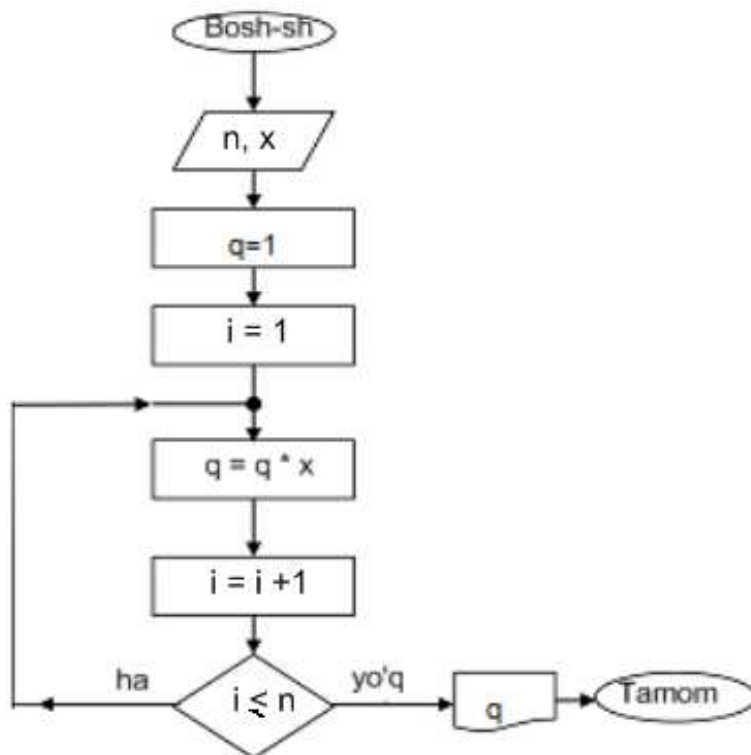 Bosh-sh
n, x
q=1
i = 1
q = q * x
i = i +1
ha
i ≤ n
yo'q
q
Tamom